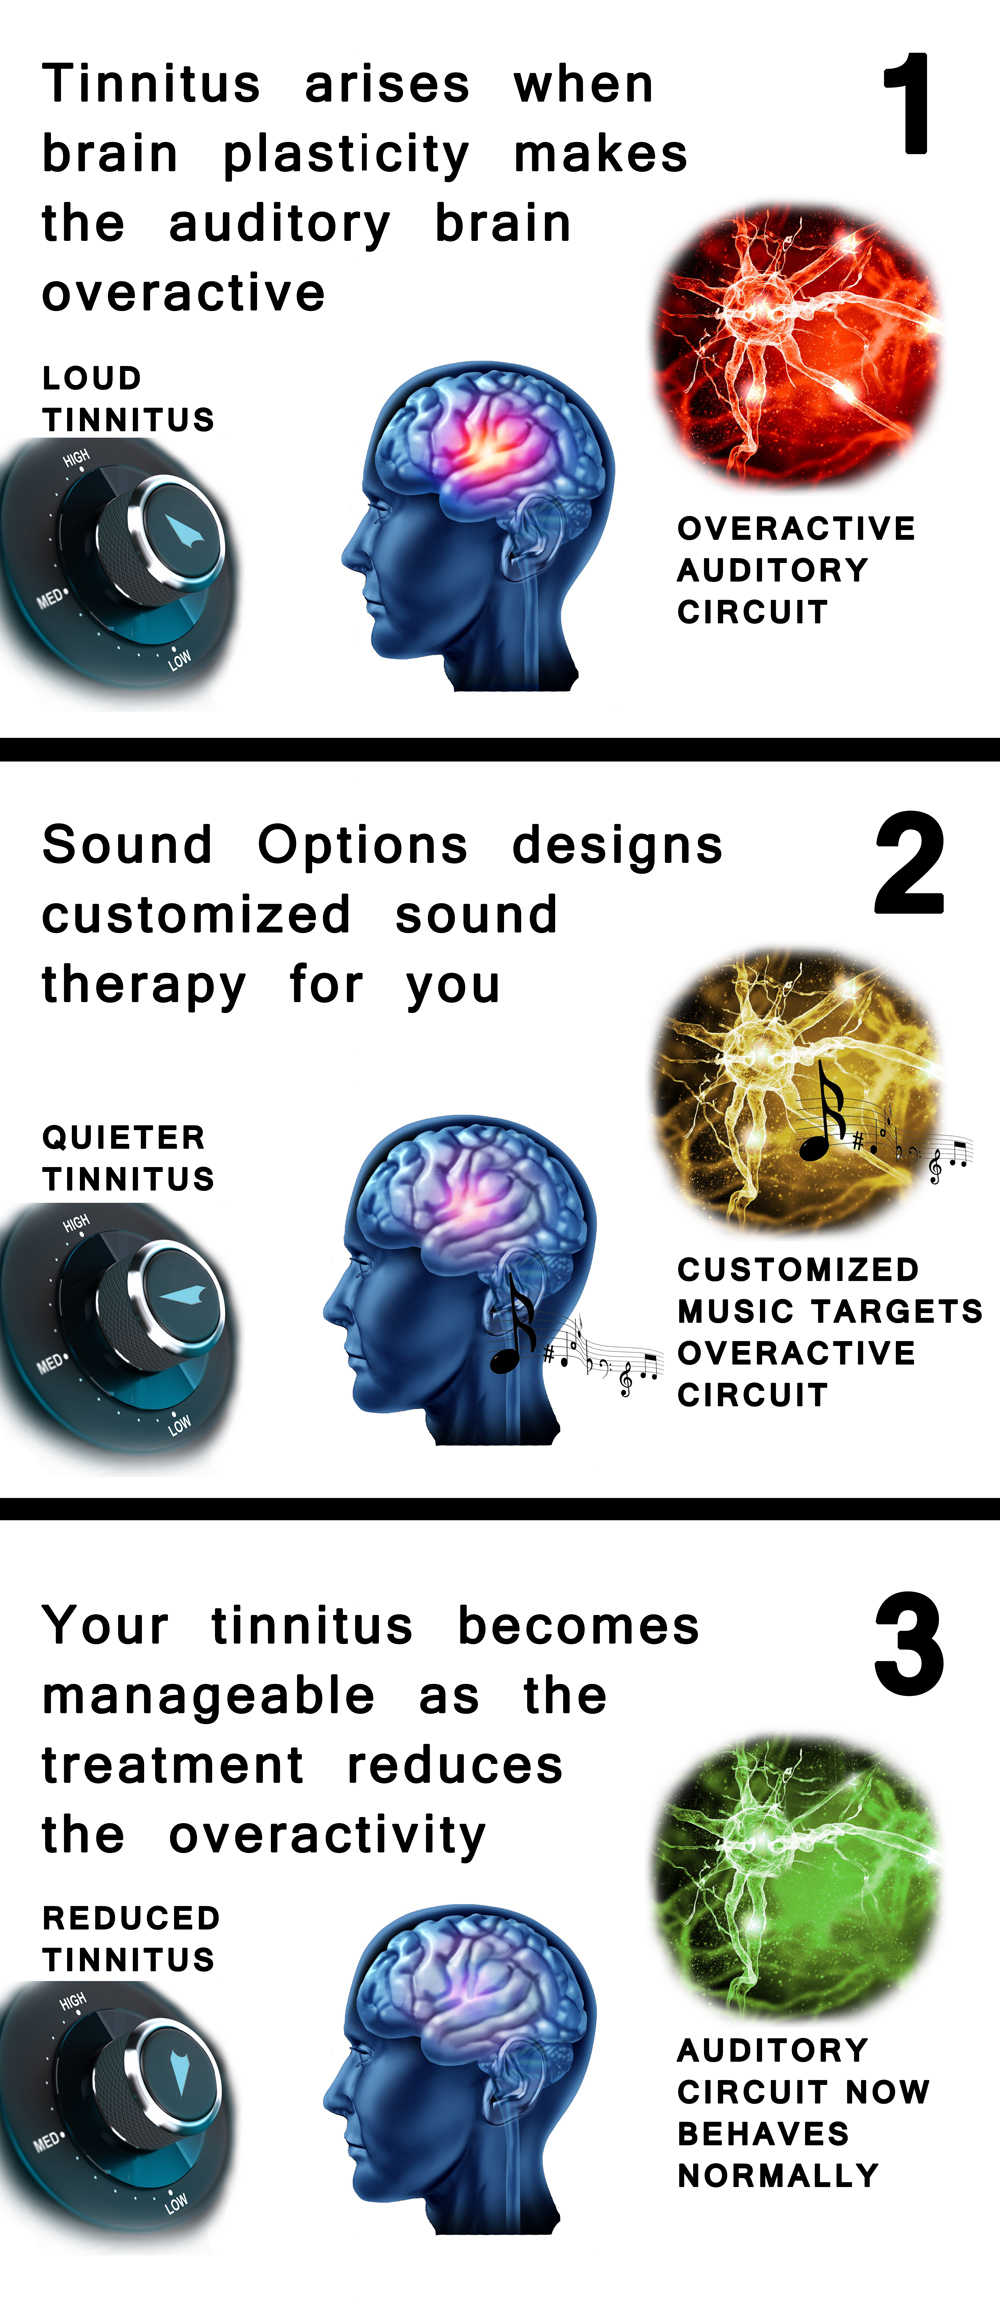 1
Tinnitus arises when
brain plasticity makes
the auditory brain
overactive
LOUD
TINNITUS
HIGH
MED
LOW
OVERACTIVE
AUDITORY
CIRCUIT
2
Sound Options designs
customized sound
therapy for you
QUIETER
TINNITUS
HIGH
MED
LOW
CUSTOMIZED
MUSIC TARGETS
OVERACTIVE
CIRCUIT
3
Your tinnitus becomes
manageable as the
treatment reduces
the overactivity
REDUCED
TINNITUS
HIGH
MED
LOW
AUDITORY
CIRCUIT NOW
BEHAVES
NORMALLY